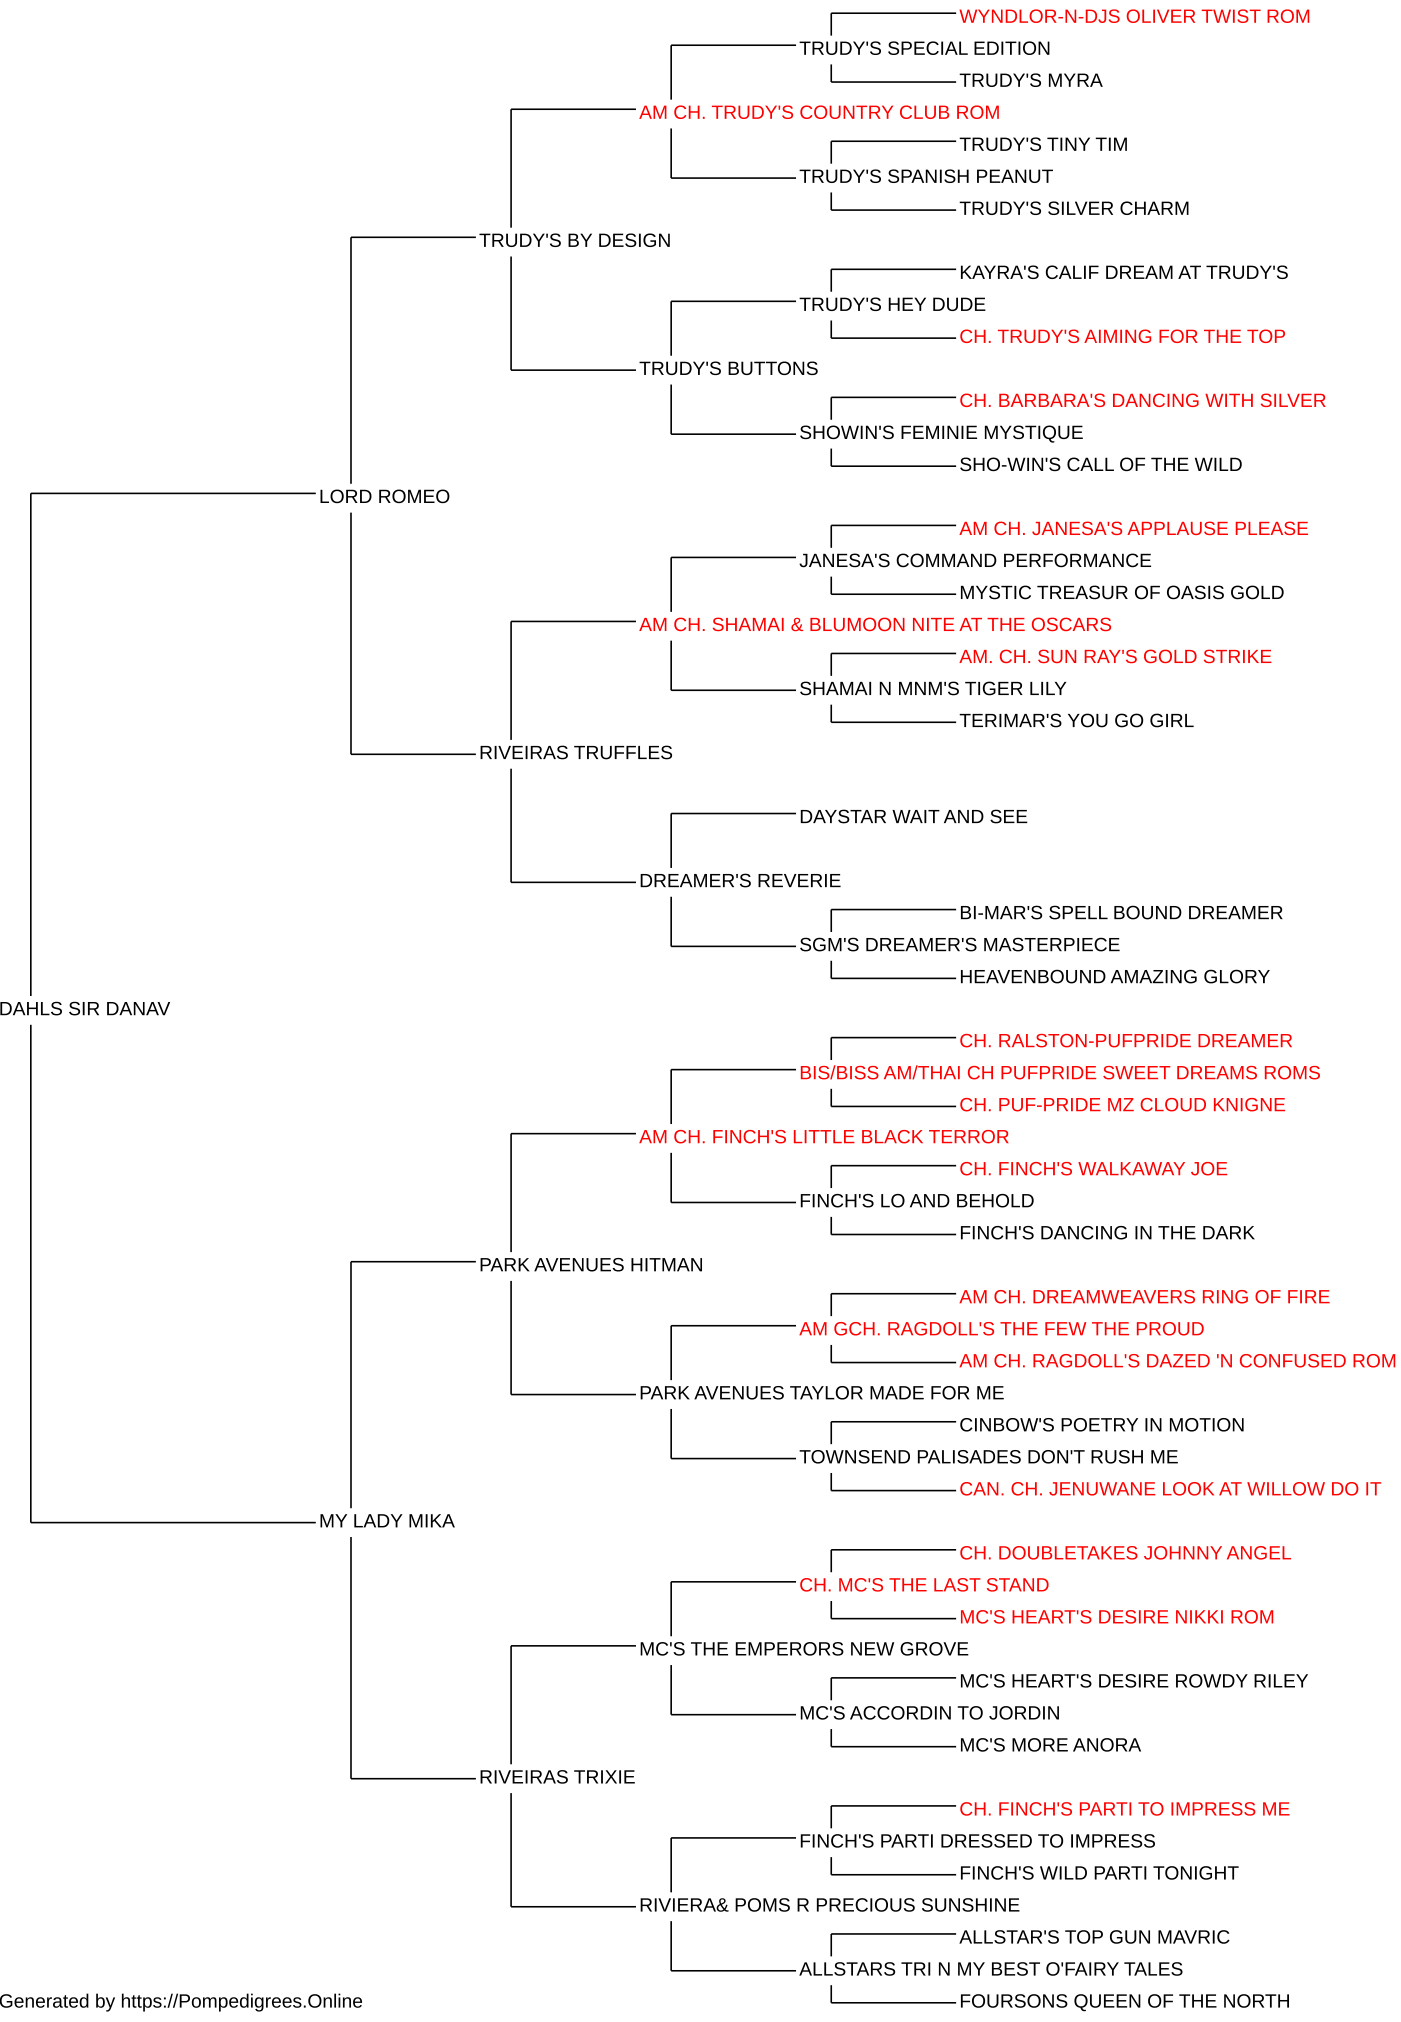 WYNDLOR-N-DJS OLIVER TWIST ROM
TRUDY'S SPECIAL EDITION
TRUDY'S MYRA
AM CH. TRUDY'S COUNTRY CLUB ROM
TRUDY'S TINY TIM
TRUDY'S SPANISH PEANUT
TRUDY'S SILVER CHARM
TRUDY'S BY DESIGN
KAYRA'S CALIF DREAM AT TRUDY'S
TRUDY'S HEY DUDE
CH. TRUDY'S AIMING FOR THE TOP
TRUDY'S BUTTONS
CH. BARBARA'S DANCING WITH SILVER
SHOWIN'S FEMINIE MYSTIQUE
SHO-WIN'S CALL OF THE WILD
LORD ROMEO
AM CH. JANESA'S APPLAUSE PLEASE
JANESA'S COMMAND PERFORMANCE
MYSTIC TREASUR OF OASIS GOLD
AM CH. SHAMAI & BLUMOON NITE AT THE OSCARS
AM. CH. SUN RAY'S GOLD STRIKE
SHAMAI N MNM'S TIGER LILY
TERIMAR'S YOU GO GIRL
RIVEIRAS TRUFFLES
DAYSTAR WAIT AND SEE
DREAMER'S REVERIE
BI-MAR'S SPELL BOUND DREAMER
SGM'S DREAMER'S MASTERPIECE
HEAVENBOUND AMAZING GLORY
DAHLS SIR DANAV
CH. RALSTON-PUFPRIDE DREAMER
BIS/BISS AM/THAI CH PUFPRIDE SWEET DREAMS ROMS
CH. PUF-PRIDE MZ CLOUD KNIGNE
AM CH. FINCH'S LITTLE BLACK TERROR
CH. FINCH'S WALKAWAY JOE
FINCH'S LO AND BEHOLD
FINCH'S DANCING IN THE DARK
PARK AVENUES HITMAN
AM CH. DREAMWEAVERS RING OF FIRE
AM GCH. RAGDOLL'S THE FEW THE PROUD
AM CH. RAGDOLL'S DAZED 'N CONFUSED ROM
PARK AVENUES TAYLOR MADE FOR ME
CINBOW'S POETRY IN MOTION
TOWNSEND PALISADES DON'T RUSH ME
CAN. CH. JENUWANE LOOK AT WILLOW DO IT
MY LADY MIKA
CH. DOUBLETAKES JOHNNY ANGEL
CH. MC'S THE LAST STAND
MC'S HEART'S DESIRE NIKKI ROM
MC'S THE EMPERORS NEW GROVE
MC'S HEART'S DESIRE ROWDY RILEY
MC'S ACCORDIN TO JORDIN
MC'S MORE ANORA
RIVEIRAS TRIXIE
CH. FINCH'S PARTI TO IMPRESS ME
FINCH'S PARTI DRESSED TO IMPRESS
FINCH'S WILD PARTI TONIGHT
RIVIERA& POMS R PRECIOUS SUNSHINE
ALLSTAR'S TOP GUN MAVRIC
ALLSTARS TRI N MY BEST O'FAIRY TALES
FOURSONS QUEEN OF THE NORTH
Generated by https://Pompedigrees.Online